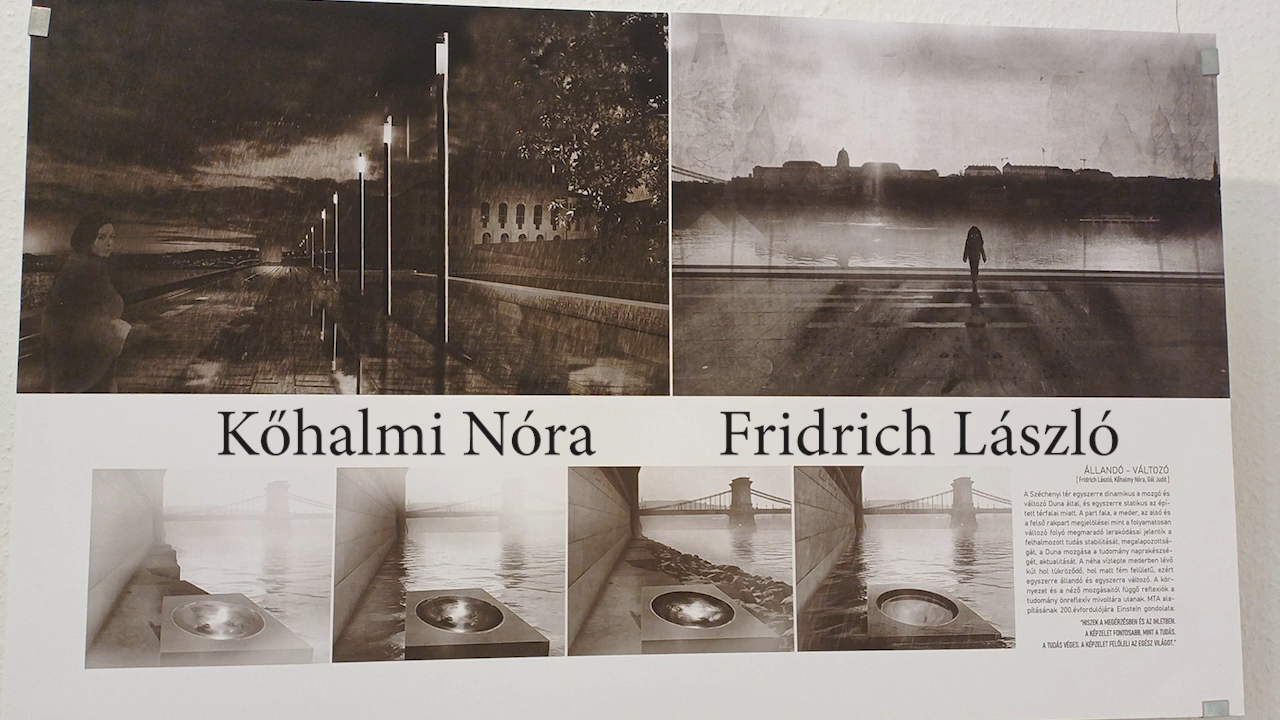 Kőhalmi Nóra
Fridrich László
ÁLLANDÓ - VÁLTOZÓ
[ Fridrich László, Kőhalmy Nóra, Gál Judit ]
A Széchenyi tér egyszerre dinamikus a mozgó és
változó Duna által, és egyszerre statikus az épí-
tett térfalai miatt. A part fala, a meder, az alsó és
a felső rakpart megjelölései mint a folyamatosan
változó folyó megmaradó lerakódásai jelentik a
felhalmozott tudás stabilitását, megalapozottsá-
gát, a Duna mozgása a tudomány naprakészsé-
gét, aktualitását. A néha vízlepte mederben lévő
kút hol tükröződő, hol matt fém felületű, ezért
egyszerre állandó és egyszerre változó. A kör-
nyezet és a néző mozgásaitól függő reflexiók a
tudomány önreflexív mivoltára utalnak. MTA ala-
pításának 200.évfordulójára Einstein gondolata:
"HISZEK A MEGÉRZÉSBEN ÉS AZ IHLETBEN.
A KÉPZELET FONTOSABB, MINT A TUDÁS.
A TUDÁS VÉGES. A KÉPZELET FELÖLELI AZ EGÉSZ VILÁGOT."